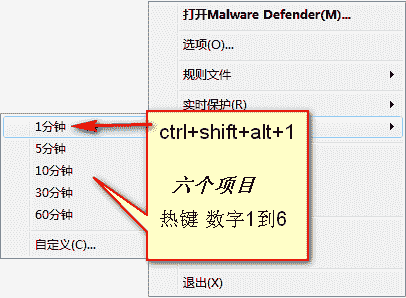 打开Malware Defender(M)...
选项(O)...
规则文件
实时保护(R)
1分钟
5分钟
10分钟
30分钟
60分钟
自定义(C)...
ctrl+shift+alt+1
六个项目
热键 数字1到6
退出(X)